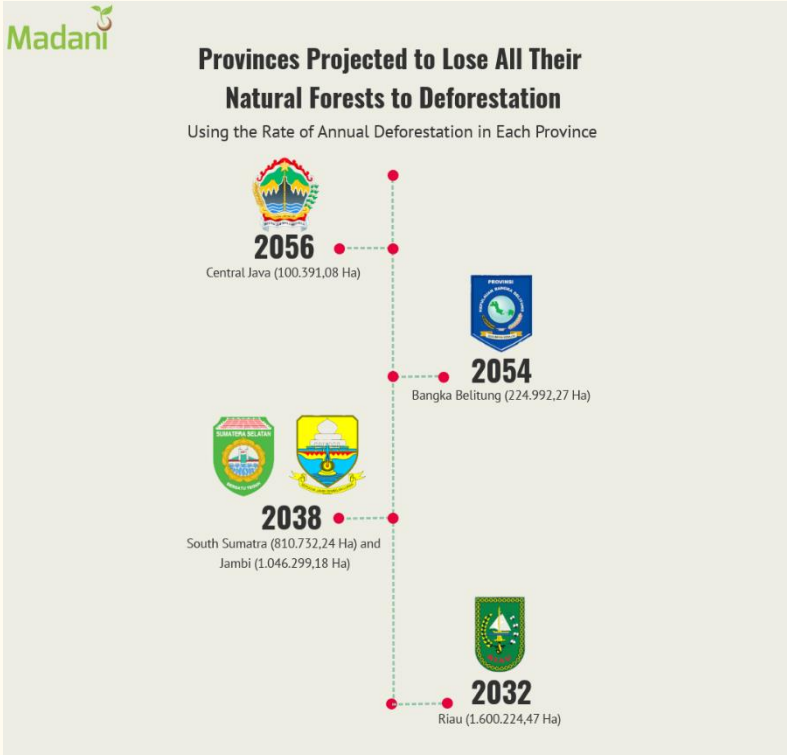 Madani
Provinces Projected to Lose All Their
Natural Forests to Deforestation
Using the Rate of Annual Deforestation in Each Province
2056
Central Java (100.391,08 Ha)
PROVINSI
KEPULAUAN BANGKA BELITUNG
2054
Bangka Belitung (224.992,27 Ha)
SUMATERA SELATAN
2038
South Sumatra (810.732,24 Ha) and
Jambi (1.046.299,18 Ha)
2032
Riau (1.600.224,47 Ha)